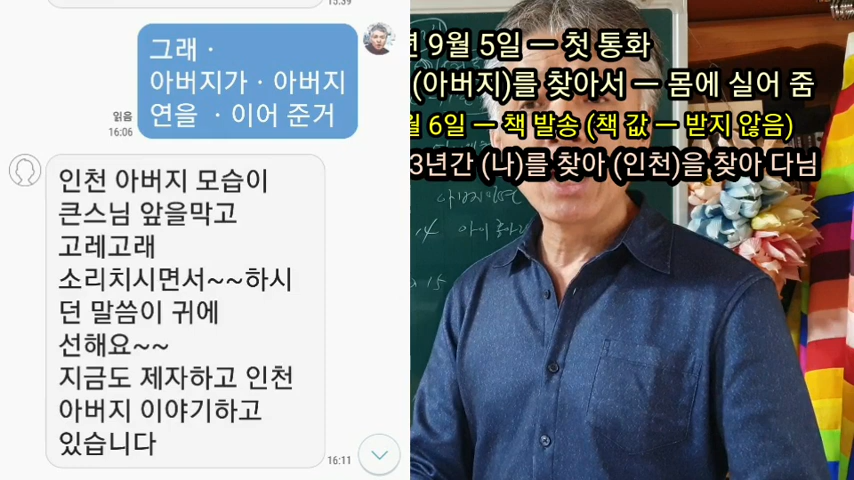 15:39
그래 ·
아버지가 · 아버지
연을 · 이어 준거
읽음
16:06
인천 아버지 모습이
큰스님 앞을막고
고레고래
소리치시면서~~하시
던 말씀이 귀에
선해요~~
지금도 제자하고 인천
아버지 이야기하고
있습니다
16:11
년 9월 5일 ㅡ 첫 통화
(아버지)를 찾아서 ㅡ 몸에 실어 줌
월 6일 ㅡ 책 발송 (책 값 ㅡ 받지 않음)
3년간 (나)를 찾아 (인천)을 찾아 다님
14
15